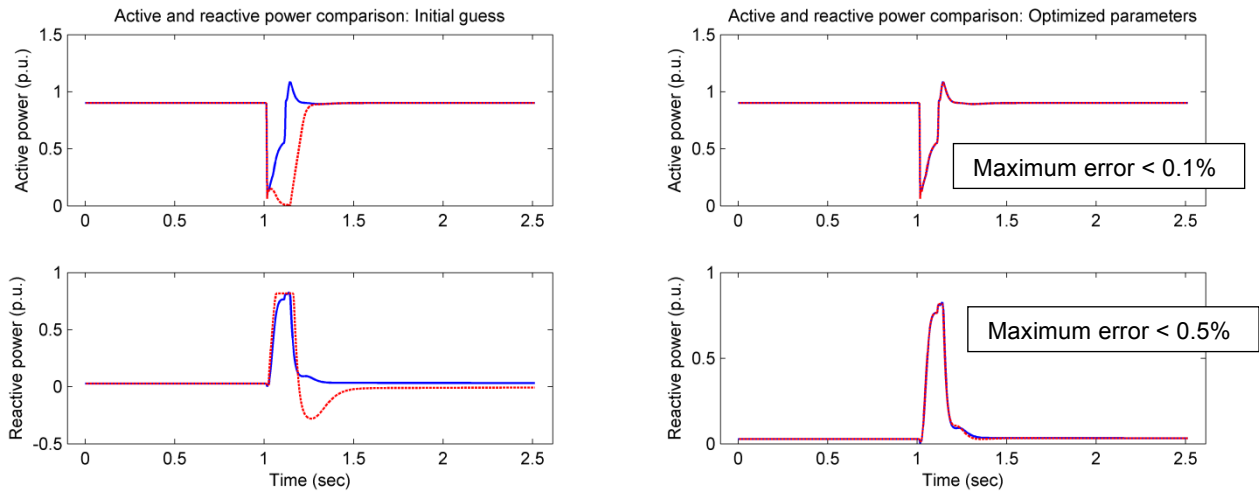 Active and reactive power comparison: Initial guess
1.5
1
0.5
0
Active power (p.u.)
0 0.5 1 1.5 2 2.5
1
0.5
0
-0.5
Reactive power (p.u.)
0 0.5 1 1.5 2 2.5
Time (sec)
Active and reactive power comparison: Optimized parameters
1.5
1
0.5
0
Active power (p.u.)
Maximum error < 0.1%
0 0.5 1 1.5 2 2.5
1
0.5
0
Reactive power (p.u.)
Maximum error < 0.5%
0 0.5 1 1.5 2 2.5
Time (sec)